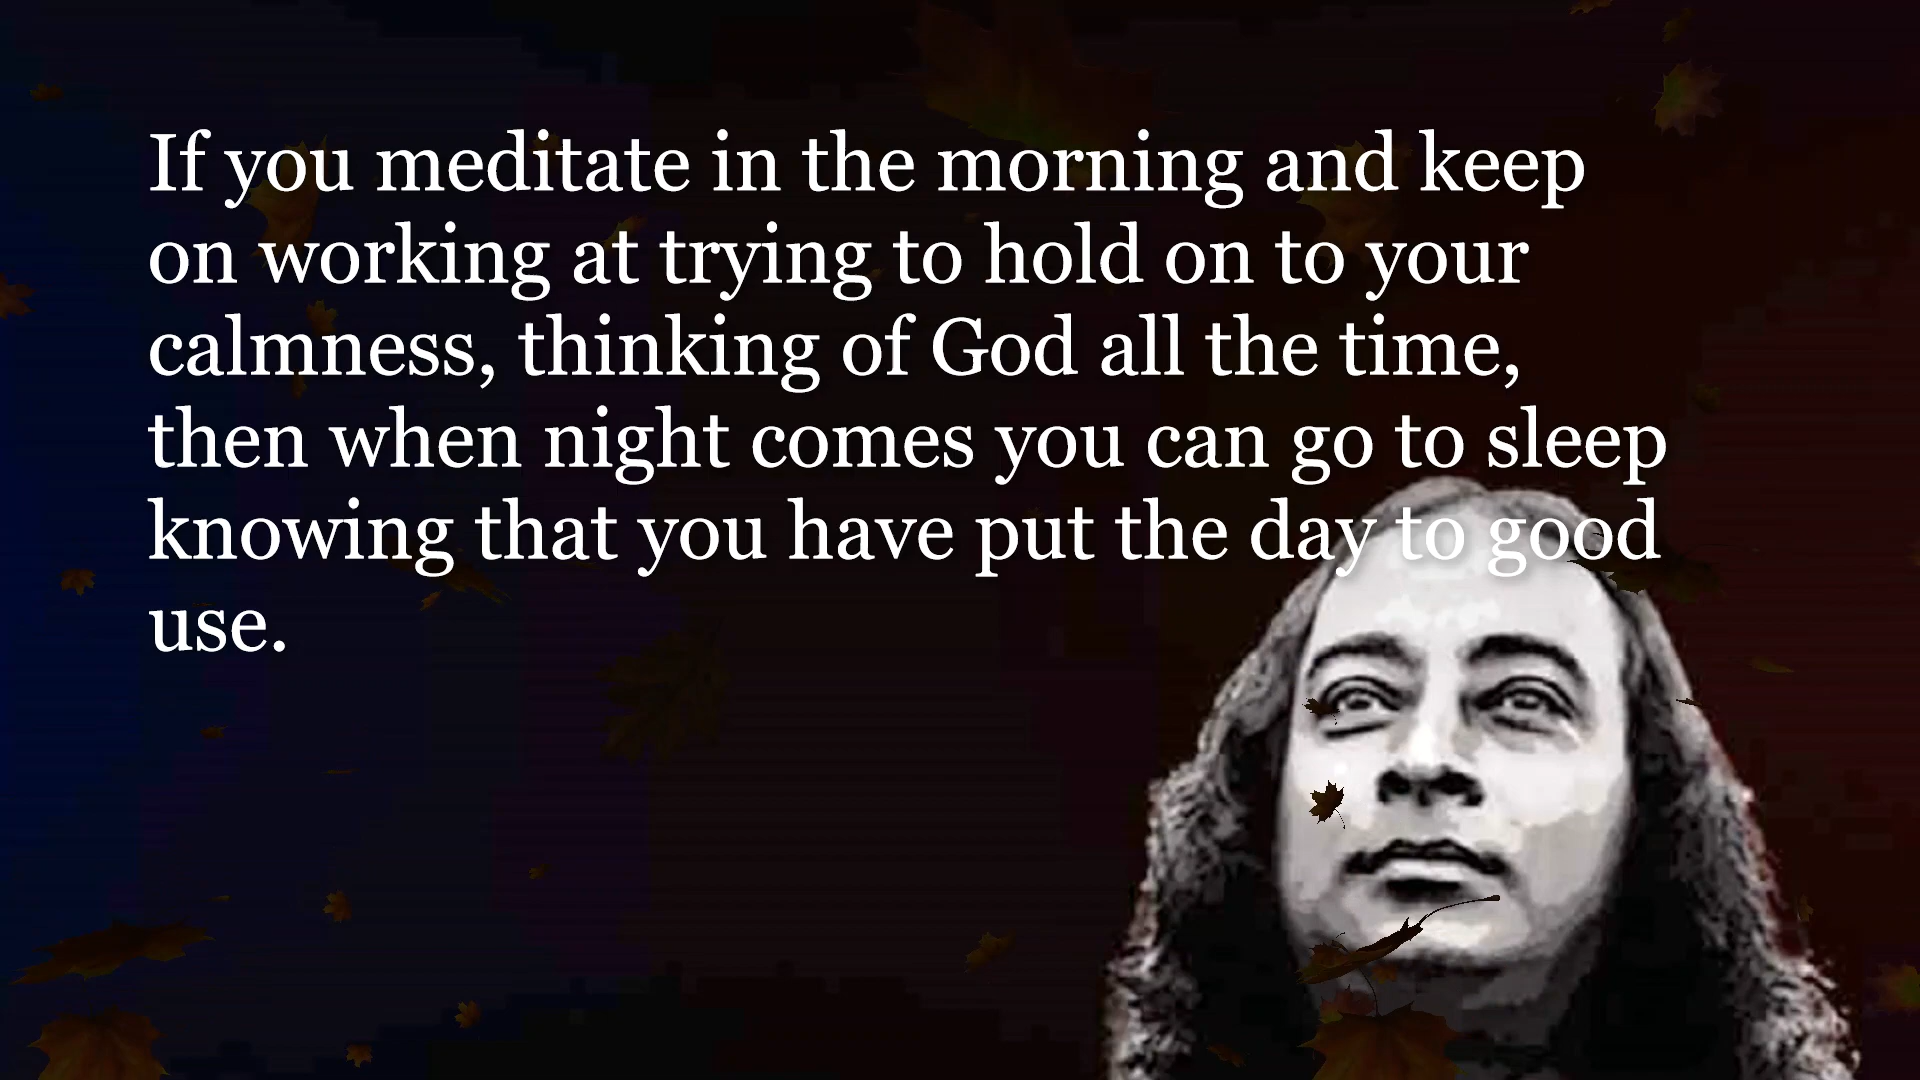 If you meditate in the morning and keep
on working at trying to hold on to your
calmness, thinking of God all the time,
then when night comes you can go to sleep
knowing that you have put the day to good
use.